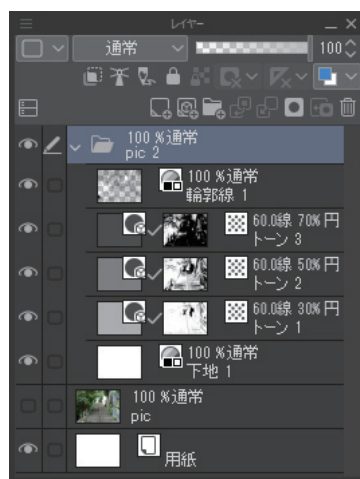 レイヤー
通常 100
100 %通常
pic 2
100 %通常
輪郭線 1
60.0線 70% 円
トーン 3
60.0線 50% 円
トーン 2
60.0線 30% 円
トーン 1
100 %通常
下地 1
100 %通常
pic
用紙